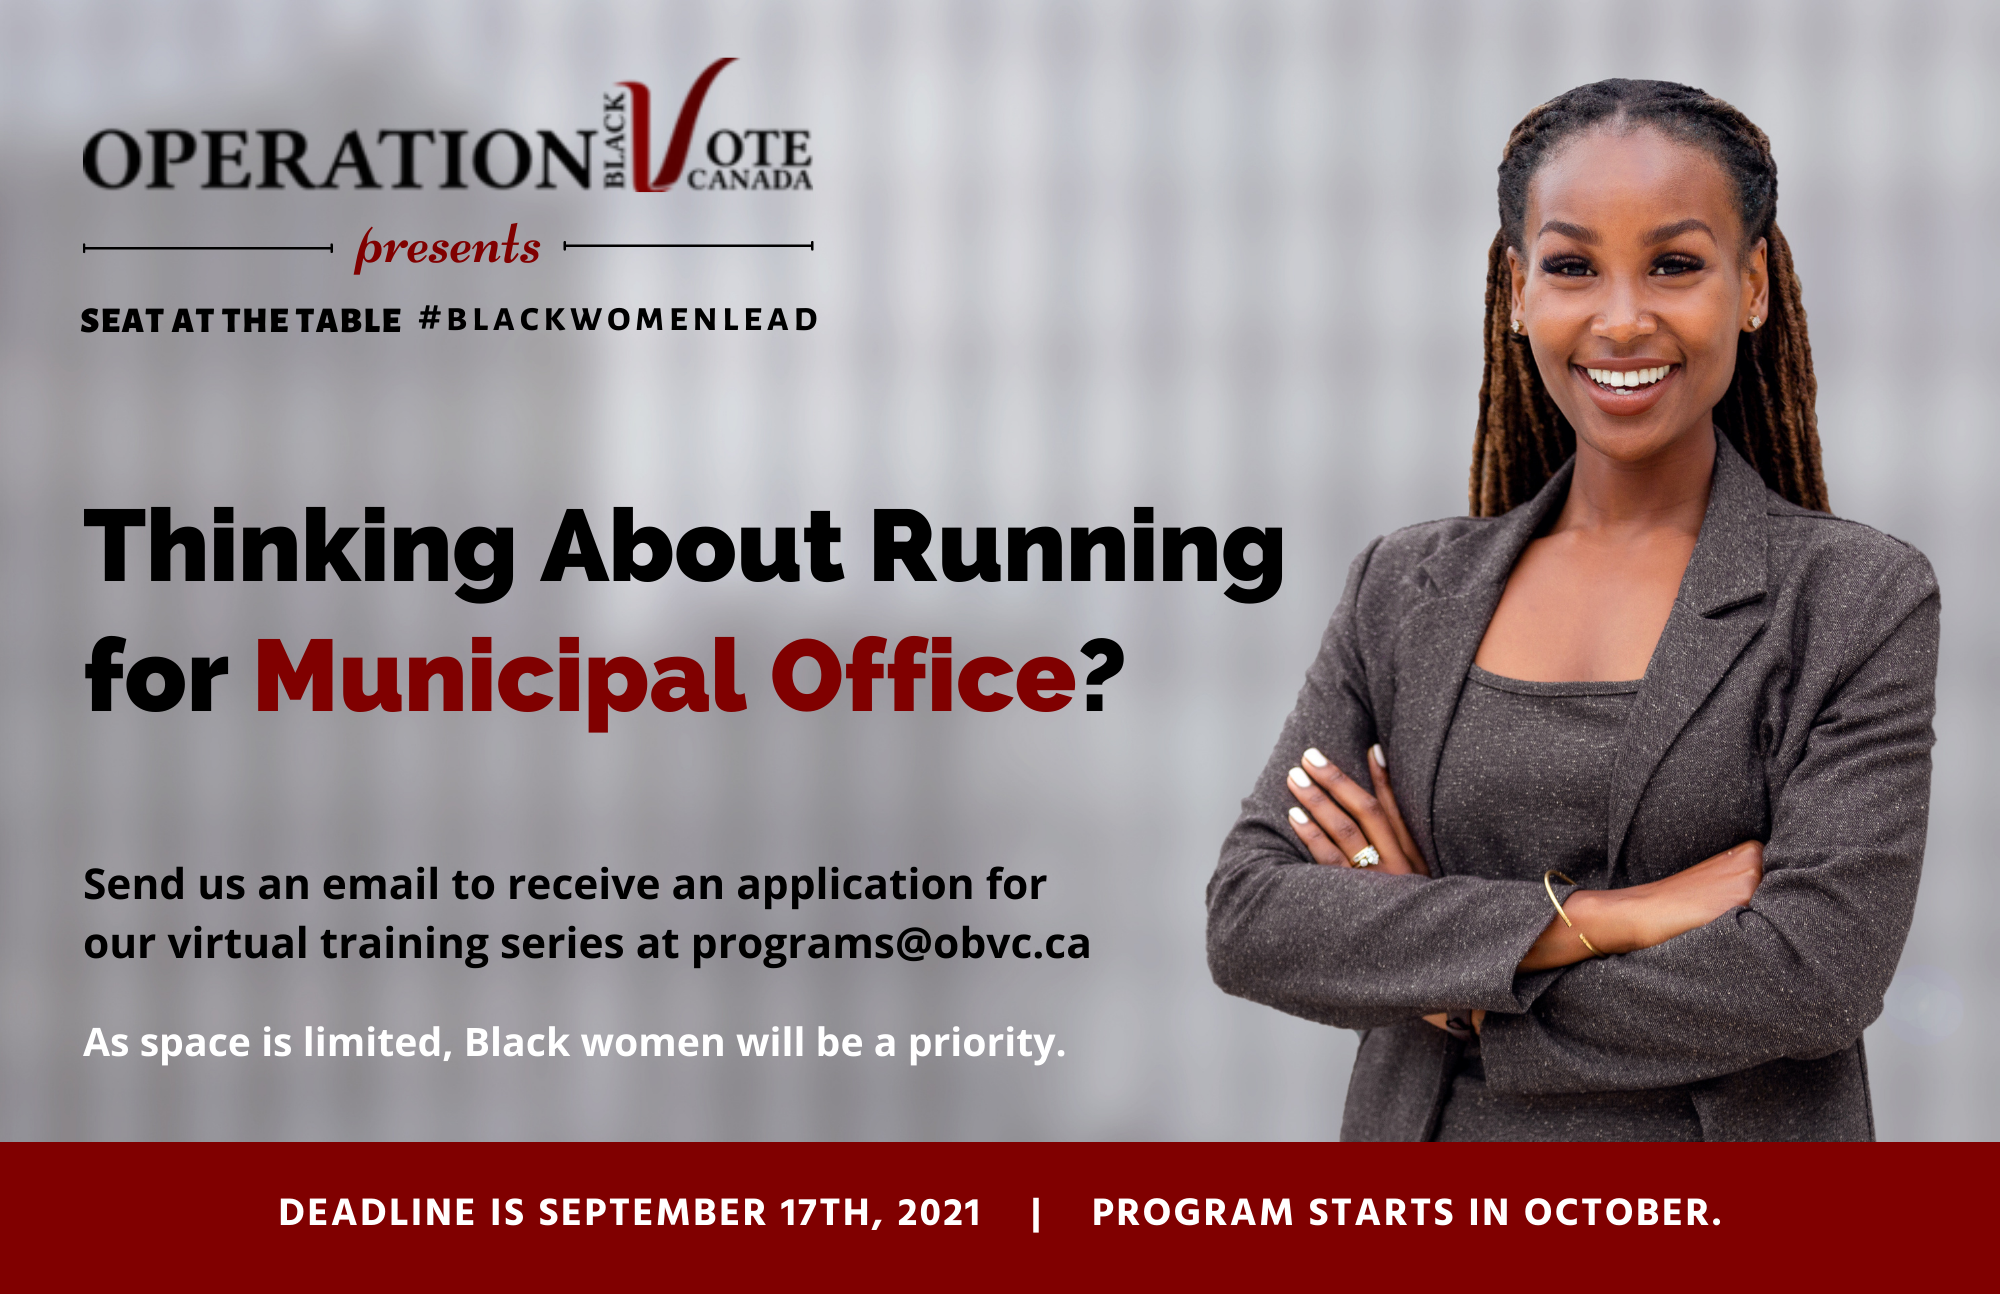 OPERATION BLACK VOTE CANADA
presents
SEAT AT THE TABLE #BLACKWOMENLEAD
Thinking About Running
for Municipal Office?
Send us an email to receive an application for
our virtual training series at programs@obvc.ca
As space is limited, Black women will be a priority.
DEADLINE IS SEPTEMBER 17TH, 2021 | PROGRAM STARTS IN OCTOBER.